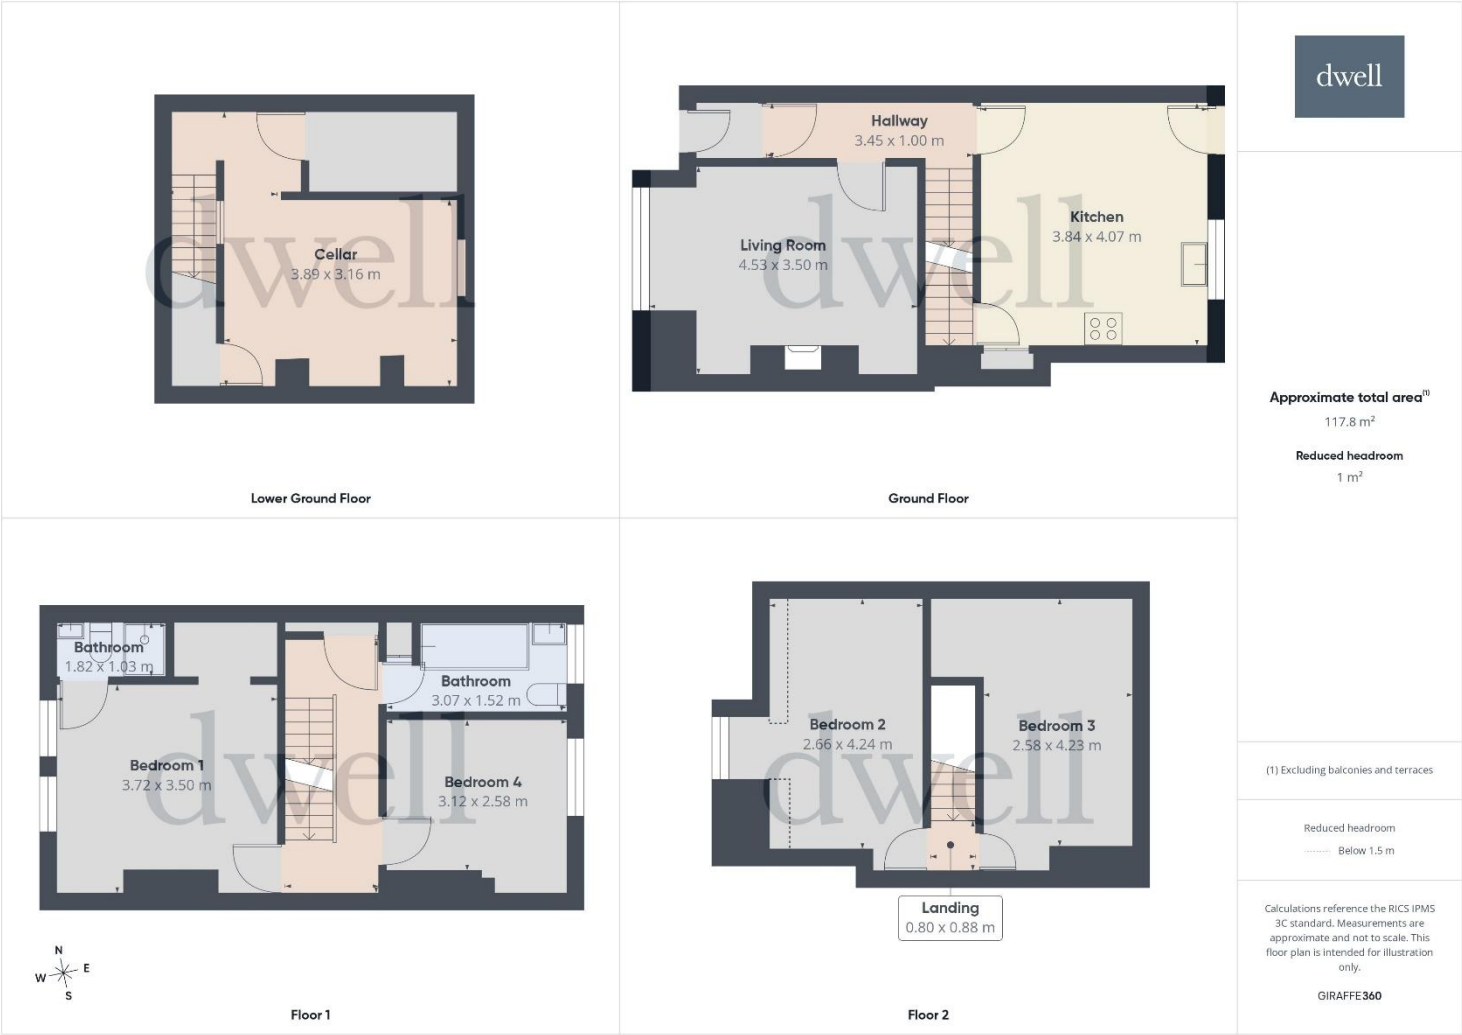 dwell
Cellar
3.89 x 3.16 m
dwell
Lower Ground Floor
Hallway
3.45 x 1.00 m
Living Room
4.53 x 3.50 m
Kitchen
3.84 x 4.07 m
dwell
Ground Floor
Bathroom
1.82 x 1.03 m
Bathroom
3.07 x 1.52 m
Bedroom 1
3.72 x 3.50 m
Bedroom 4
3.12 x 2.58 m
dwell
N
W E
S
Floor 1
Bedroom 2
2.66 x 4.24 m
Bedroom 3
2.58 x 4.23 m
dwell
Landing
0.80 x 0.88 m
Floor 2
Approximate total area(1)
117.8 m²
Reduced headroom
1 m²
(1) Excluding balconies and terraces
Reduced headroom
Below 1.5 m
Calculations reference the RICS IPMS
3C standard. Measurements are
approximate and not to scale. This
floor plan is intended for illustration
only.
GIRAFFE360